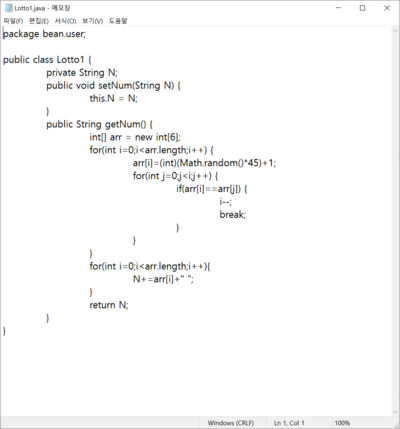 Lotto1.java - 메모장
파일(F) 편집(E) 서식(O) 보기(V) 도움말
package bean.user;
public class Lotto1 {
private String N;
public void setNum(String N) {
this.N = N;
}
public String getNum() {
int[] arr = new int[6];
for(int i=0;i<arr.length;i++) {
arr[i]=(int)(Math.random()*45)+1;
for(int j=0;j<i;j++) {
if(arr[i]==arr[j]) {
i--;
break;
}
}
}
for(int i=0;i<arr.length;i++){
N+=arr[i]+" ";
}
return N;
}
}
Windows (CRLF) Ln 1, Col 1 100%